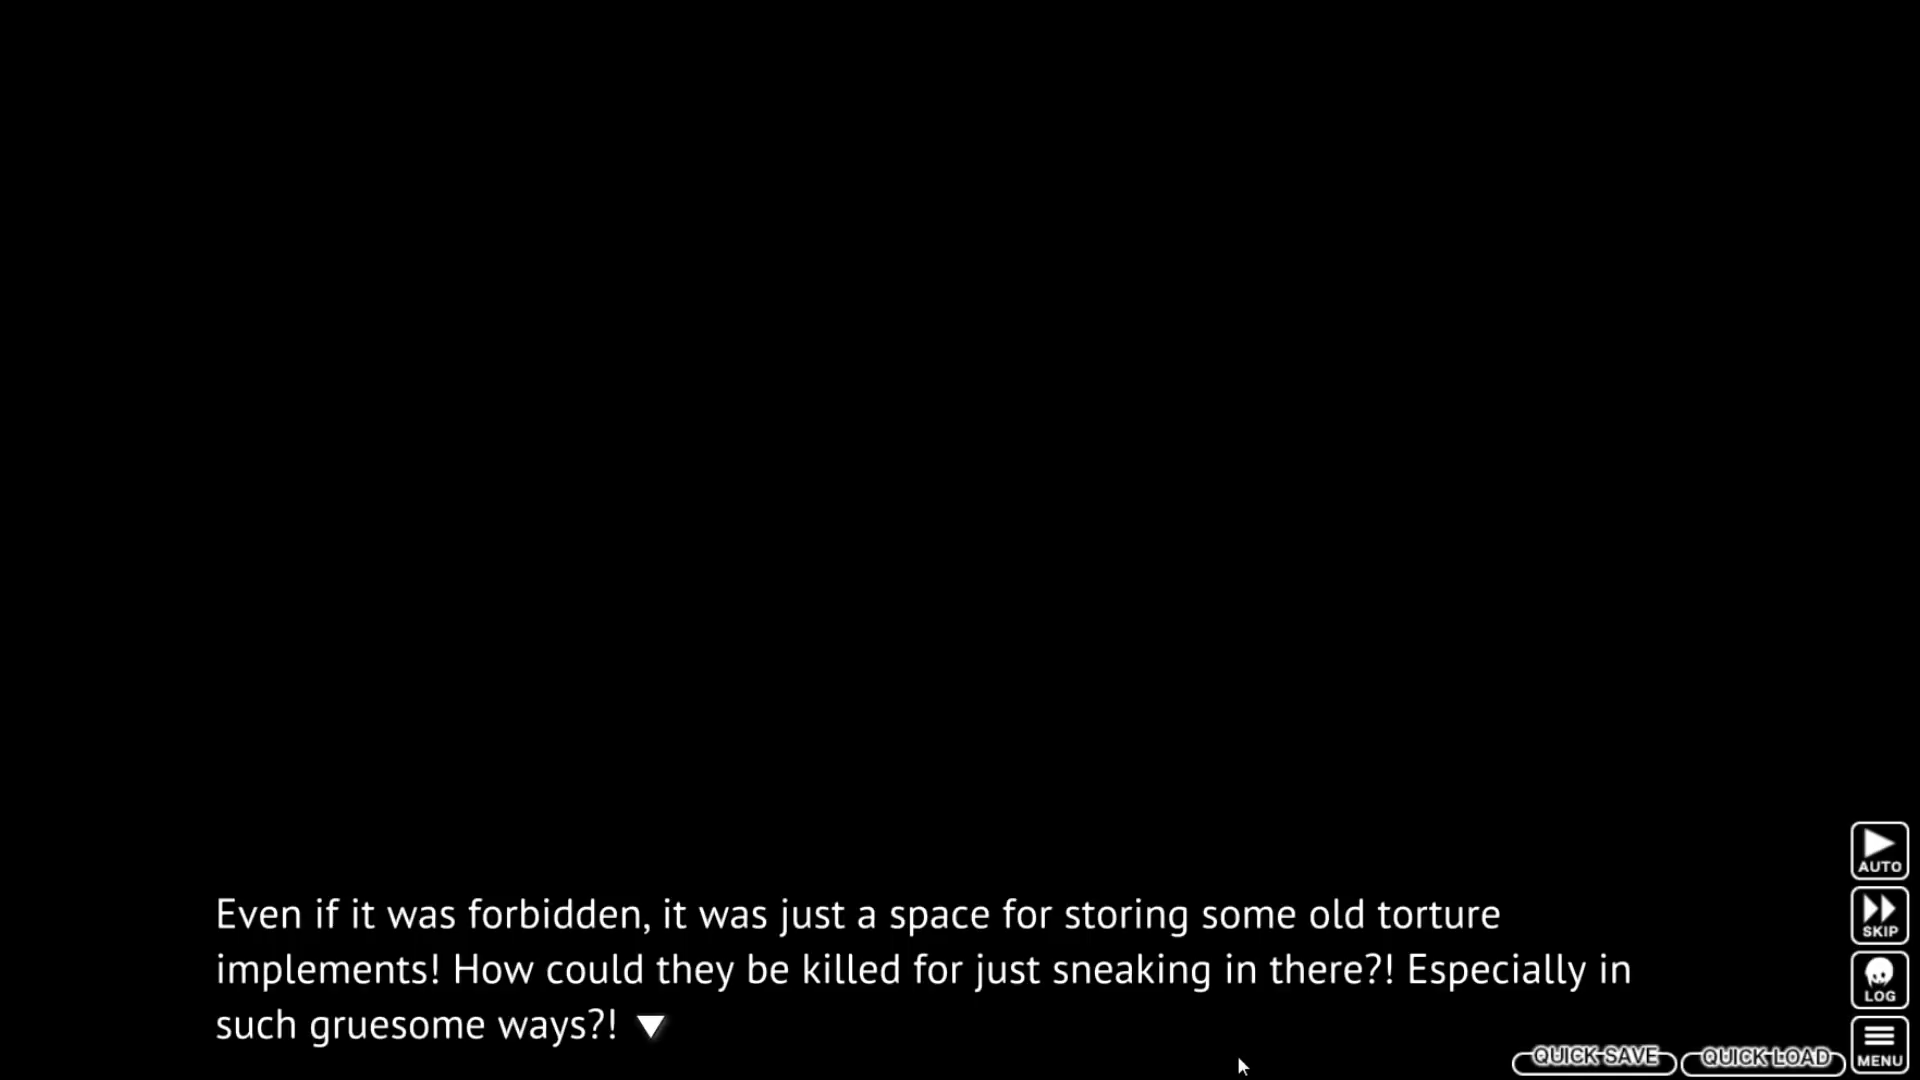 Even if it was forbidden, it was just a space for storing some old torture
implements! How could they be killed for just sneaking in there?! Especially in
such gruesome ways?!
AUTO
SKIP
LOG
MENU
QUICK SAVE QUICK LOAD